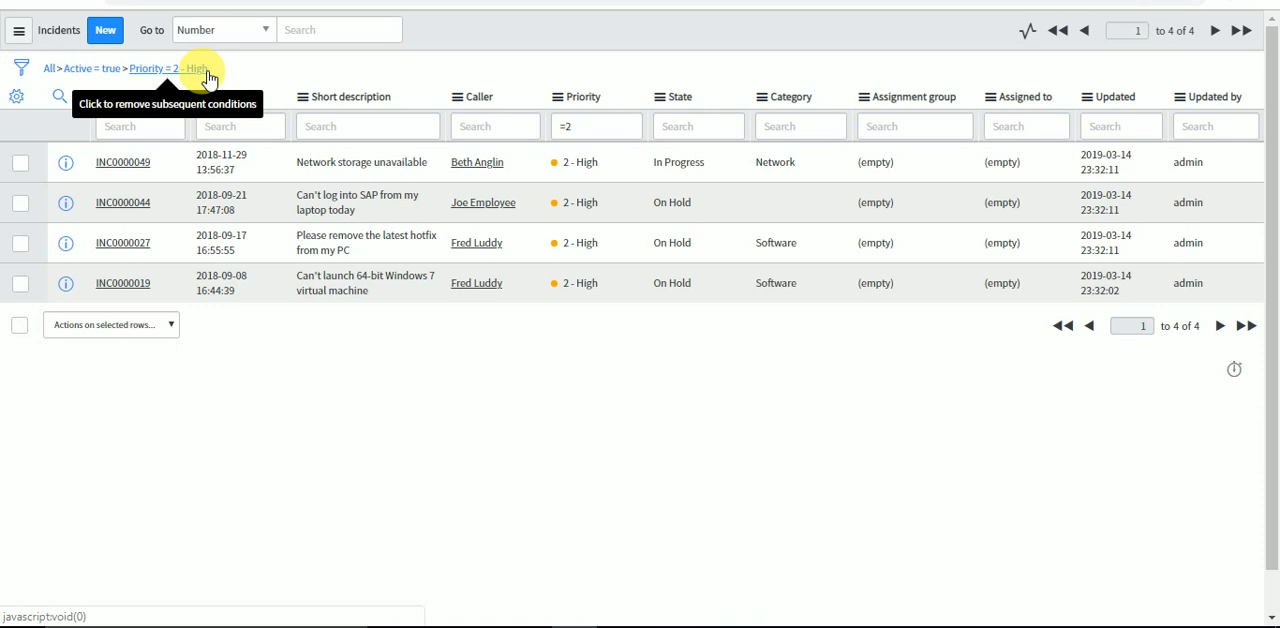 Incidents New Go to Number Search 1 to 4 of 4
All > Active = true > Priority = 2 - High
Click to remove subsequent conditions
Short description Caller Priority State Category Assignment group Assigned to Updated Updated by
Search Search Search Search =2 Search Search Search Search Search Search
INC0000049 2018-11-29 13:56:37 Network storage unavailable Beth Anglin 2 - High In Progress Network (empty) (empty) 2019-03-14 23:32:11 admin
INC0000044 2018-09-21 17:47:08 Can't log into SAP from my laptop today Joe Employee 2 - High On Hold (empty) (empty) 2019-03-14 23:32:11 admin
INC0000027 2018-09-17 16:55:55 Please remove the latest hotfix from my PC Fred Luddy 2 - High On Hold Software (empty) (empty) 2019-03-14 23:32:11 admin
INC0000019 2018-09-08 16:44:39 Can't launch 64-bit Windows 7 virtual machine Fred Luddy 2 - High On Hold Software (empty) (empty) 2019-03-14 23:32:02 admin
Actions on selected rows... 1 to 4 of 4
javascript:void(0)